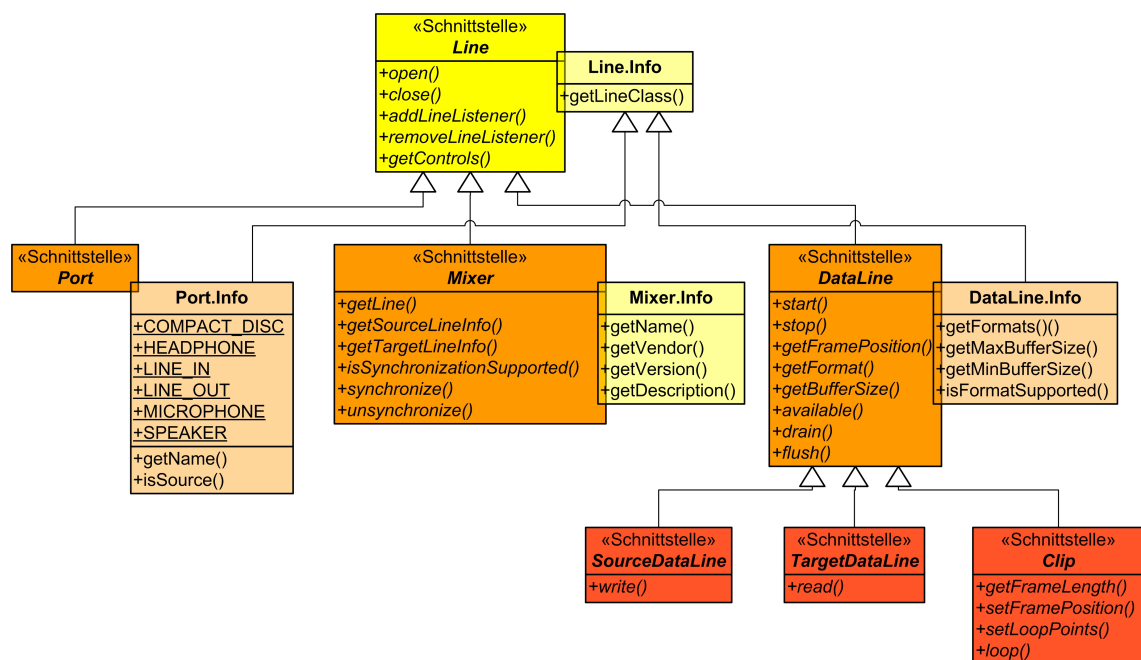 «Schnittstelle»
Line
+open()
+close()
+addLineListener()
+removeLineListener()
+getControls()
Line.Info
+getLineClass()
«Schnittstelle»
Port
Port.Info
+COMPACT_DISC
+HEADPHONE
+LINE_IN
+LINE_OUT
+MICROPHONE
+SPEAKER
+getName()
+isSource()
«Schnittstelle»
Mixer
+getLine()
+getSourceLineInfo()
+getTargetLineInfo()
+isSynchronizationSupported()
+synchronize()
+unsynchronize()
Mixer.Info
+getName()
+getVendor()
+getVersion()
+getDescription()
«Schnittstelle»
DataLine
+start()
+stop()
+getFramePosition()
+getFormat()
+getBufferSize()
+available()
+drain()
+flush()
DataLine.Info
+getFormats()()
+getMaxBufferSize()
+getMinBufferSize()
+isFormatSupported()
«Schnittstelle»
SourceDataLine
+write()
«Schnittstelle»
TargetDataLine
+read()
«Schnittstelle»
Clip
+getFrameLength()
+setFramePosition()
+setLoopPoints()
+loop()